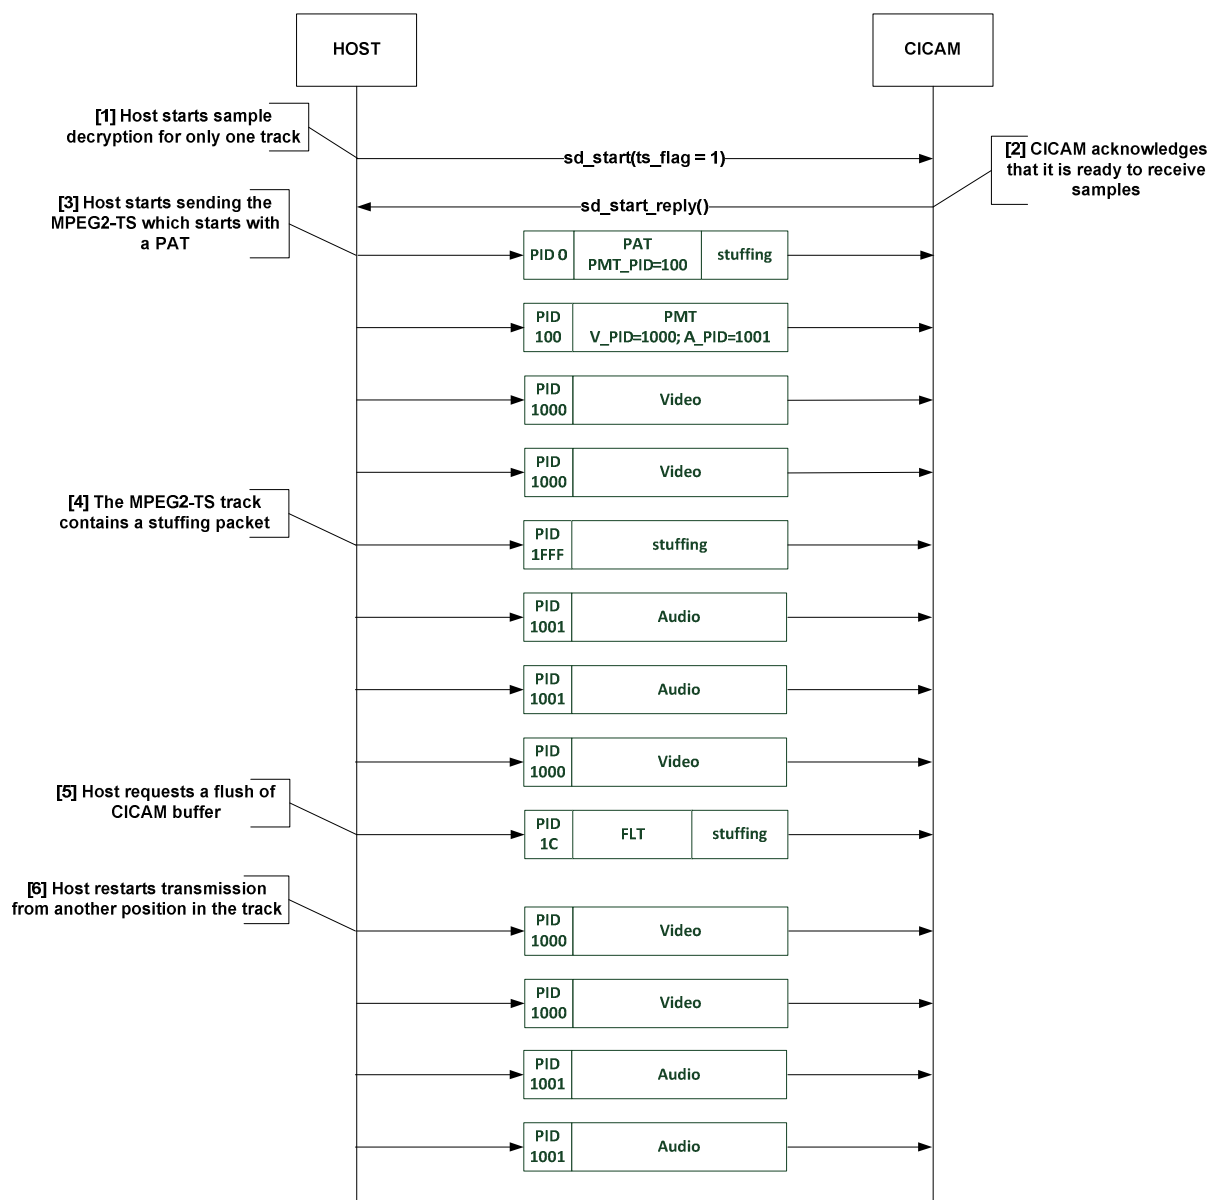 HOST
CICAM
[1] Host starts sample
decryption for only one track
sd_start(ts_flag = 1)
[2] CICAM acknowledges
that it is ready to receive
samples
[3] Host starts sending the
MPEG2-TS which starts with
a PAT
sd_start_reply()
PID 0
PAT
PMT_PID=100
stuffing
PID
100
PMT
V_PID=1000; A_PID=1001
PID
1000
Video
PID
1000
Video
[4] The MPEG2-TS track
contains a stuffing packet
PID
1FFF
stuffing
PID
1001
Audio
PID
1001
Audio
PID
1000
Video
[5] Host requests a flush of
CICAM buffer
PID
1C
FLT
stuffing
[6] Host restarts transmission
from another position in the track
PID
1000
Video
PID
1000
Video
PID
1001
Audio
PID
1001
Audio